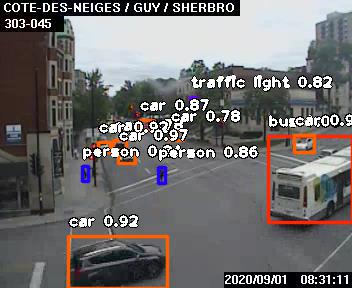 COTE-DES-NEIGES / GUY / SHERBRO
303-045
traffic light 0.82
car 0.87
car 0.78
car 0.97
person
person 0.86
car 0.92
2020/09/01 08:31:11